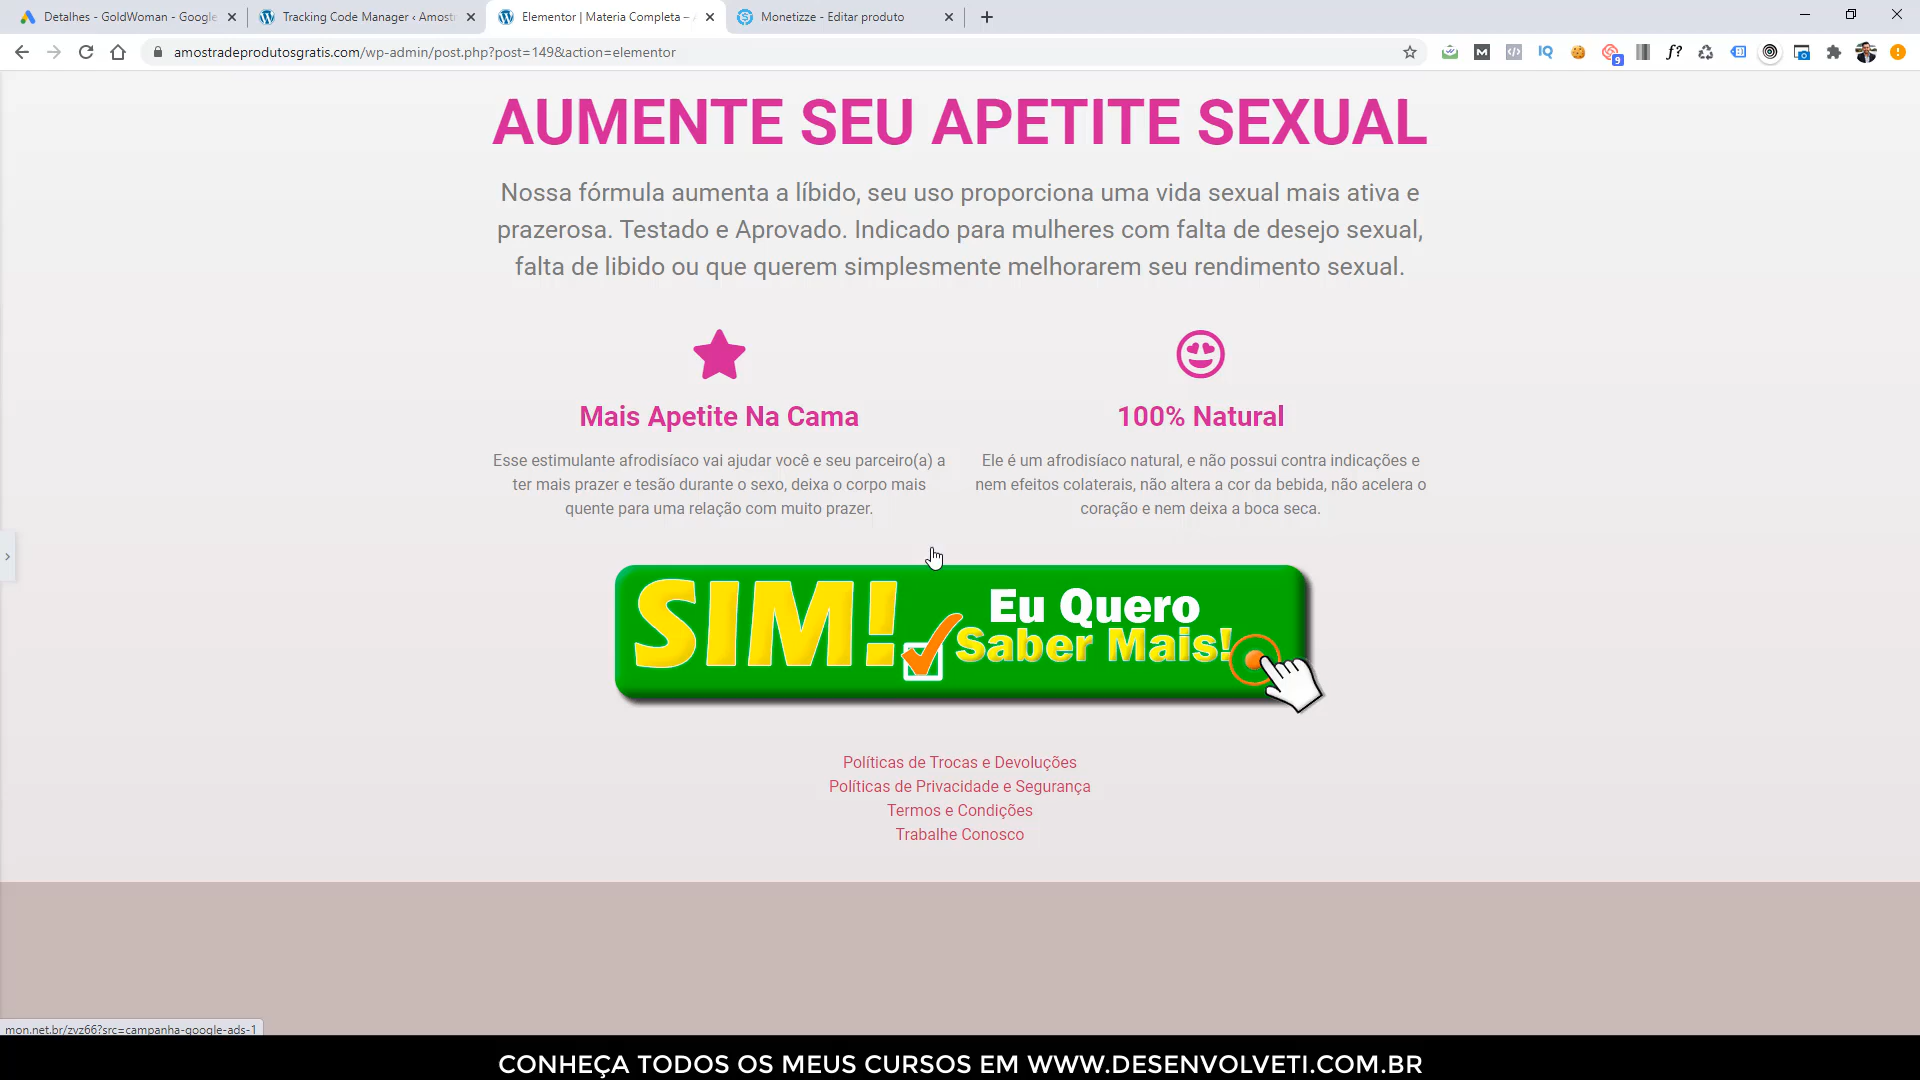 Detalhes - GoldWoman - Google
Tracking Code Manager ‹ Amost
Elementor | Materia Completa –
Monetizze - Editar produto
amostradeprodutosgratis.com/wp-admin/post.php?post=149&action=elementor
M
IQ
9
f?
AUMENTE SEU APETITE SEXUAL
Nossa fórmula aumenta a líbido, seu uso proporciona uma vida sexual mais ativa e
prazerosa. Testado e Aprovado. Indicado para mulheres com falta de desejo sexual,
falta de libido ou que querem simplesmente melhorarem seu rendimento sexual.
Mais Apetite Na Cama
Esse estimulante afrodisíaco vai ajudar você e seu parceiro(a) a
ter mais prazer e tesão durante o sexo, deixa o corpo mais
quente para uma relação com muito prazer.
100% Natural
Ele é um afrodisíaco natural, e não possui contra indicações e
nem efeitos colaterais, não altera a cor da bebida, não acelera o
coração e nem deixa a boca seca.
SIM! Eu Quero
Saber Mais!
Políticas de Trocas e Devoluções
Políticas de Privacidade e Segurança
Termos e Condições
Trabalhe Conosco
mon.net.br/zvz66?src=campanha-google-ads-1
CONHEÇA TODOS OS MEUS CURSOS EM WWW.DESENVOLVETI.COM.BR